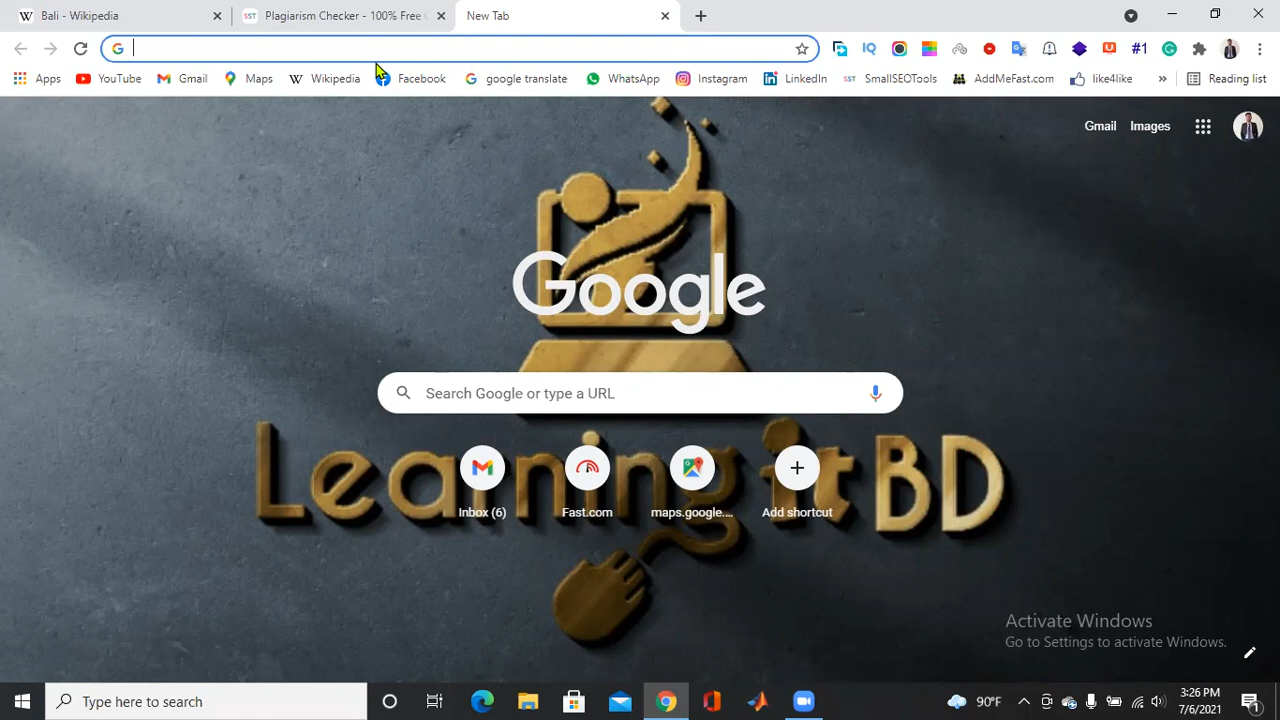 Bali - Wikipedia
Plagiarism Checker - 100% Free
New Tab
Apps YouTube Gmail Maps Wikipedia Facebook google translate WhatsApp Instagram LinkedIn SmallSEOTools AddMeFast.com like4like » Reading list
Gmail Images
Google
Search Google or type a URL
Learning it BD
Inbox (6) Fast.com maps.google.... Add shortcut
Activate Windows
Go to Settings to activate Windows.
Type here to search
90°F
3:26 PM
7/6/2021